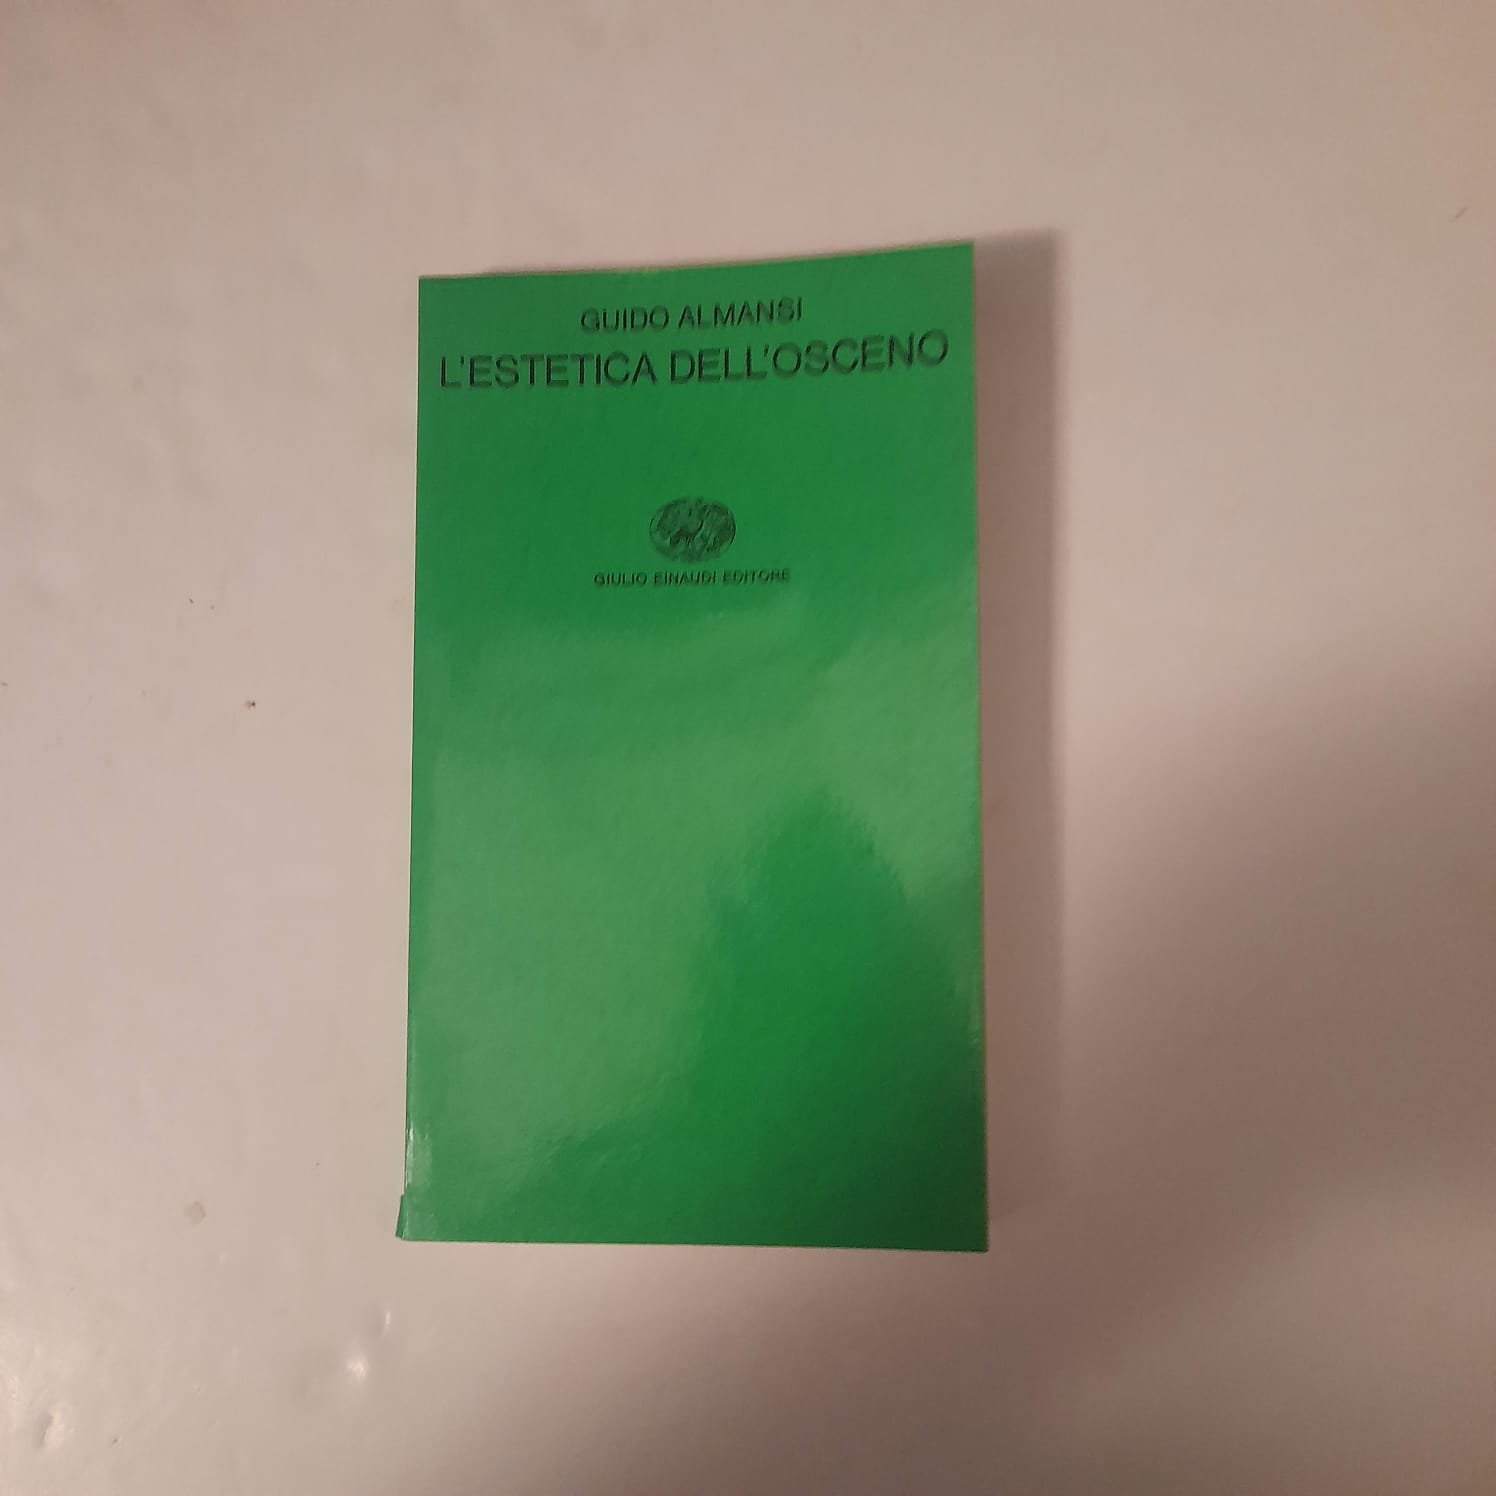 GUIDO ALMANSI
L'ESTETICA DELL'OSCENO
GIULIO EINAUDI EDITORE